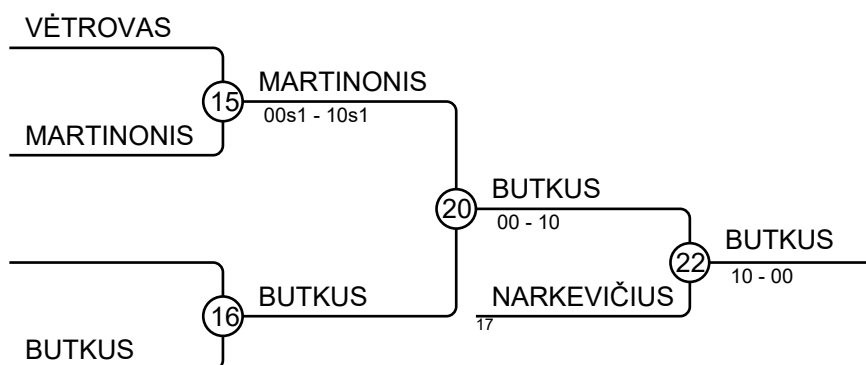 VĖTROVAS
15
MARTINONIS
00s1 - 10s1
MARTINONIS
20
BUTKUS
00 - 10
22
BUTKUS
10 - 00
16
BUTKUS
NARKEVIČIUS
17
BUTKUS